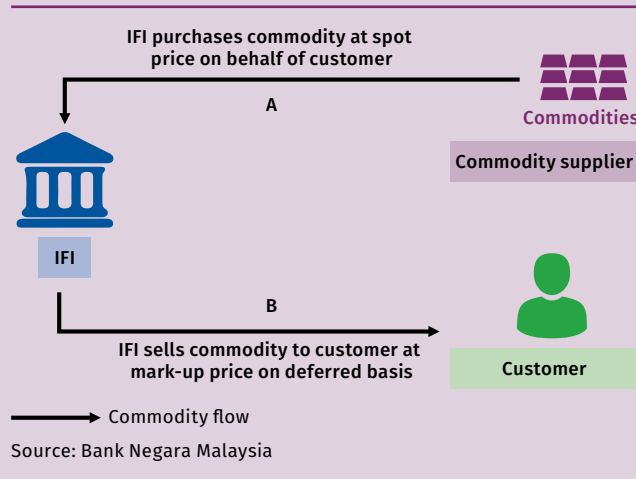 IFI purchases commodity at spot
price on behalf of customer
A
Commodities
Commodity supplier
IFI
B
IFI sells commodity to customer at
mark-up price on deferred basis
Customer
Commodity flow
Source: Bank Negara Malaysia